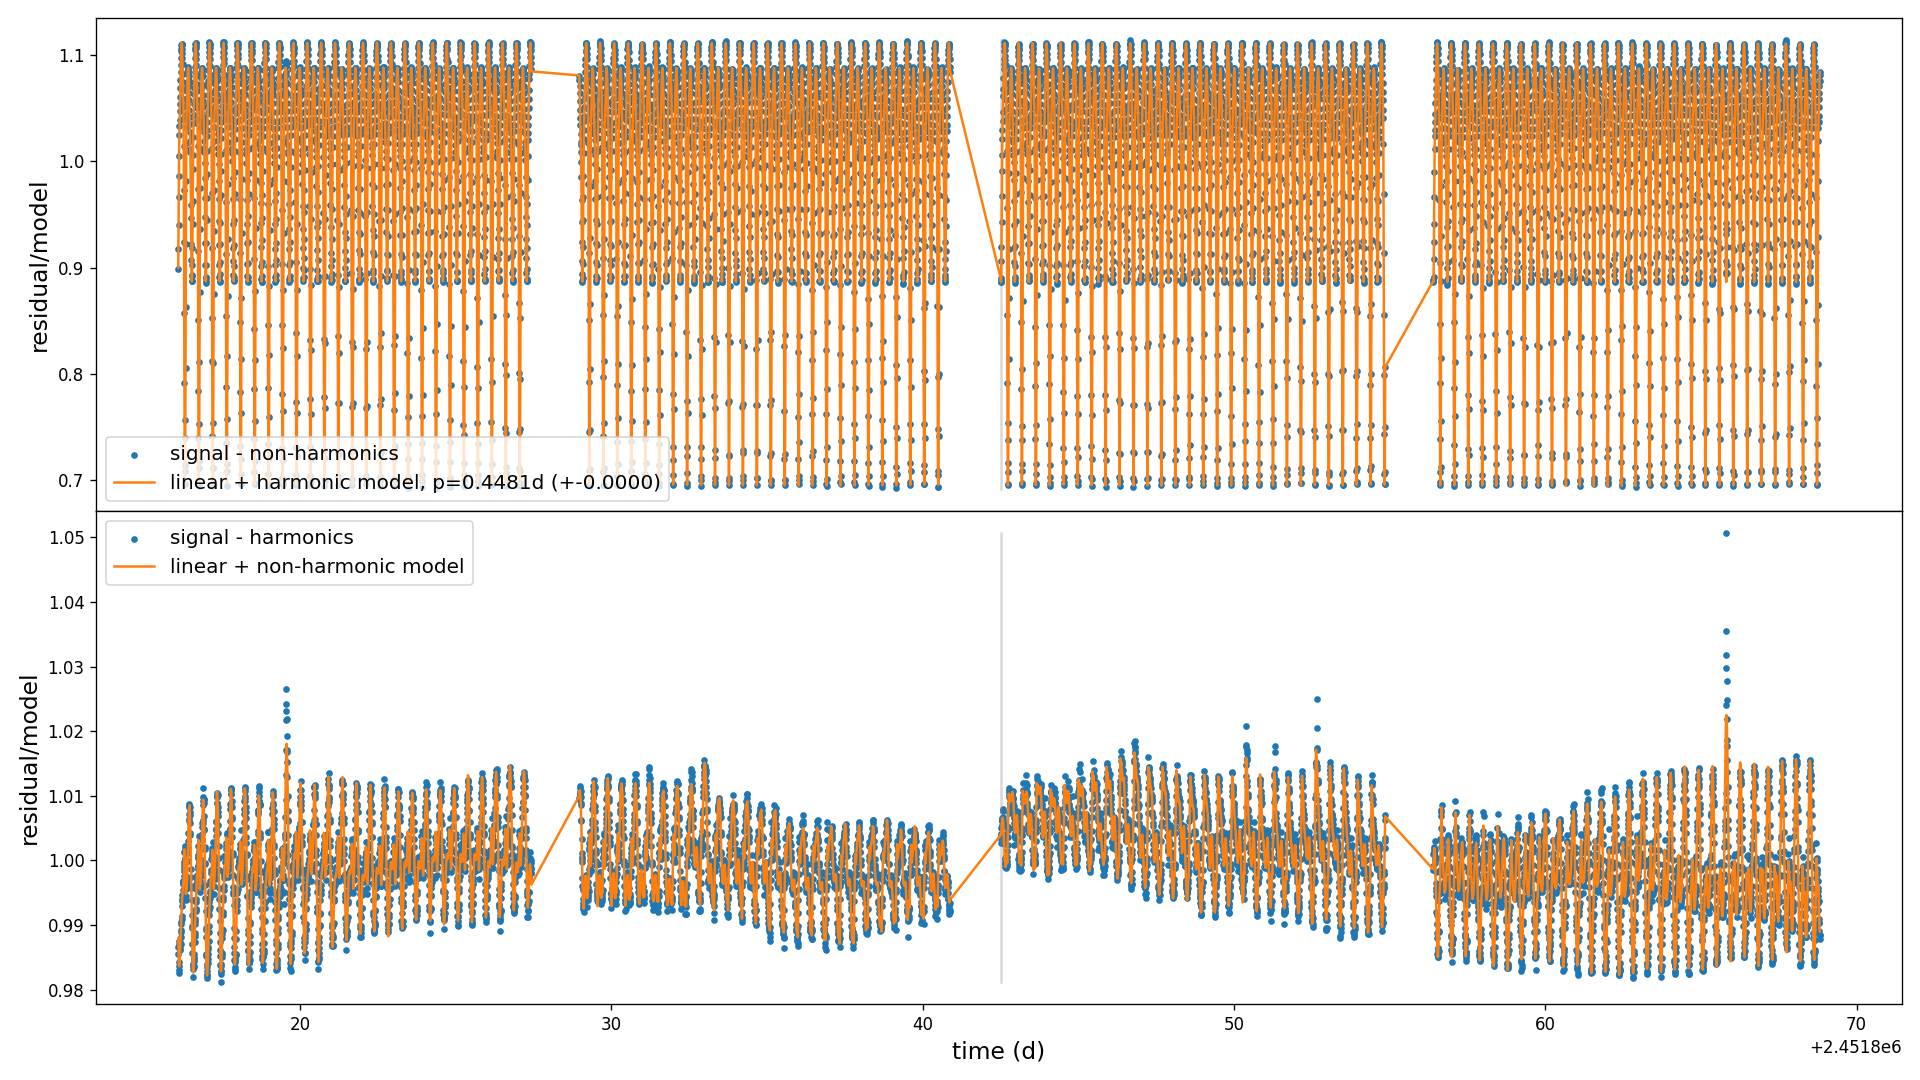 1.1
1.0
0.9
0.8
0.7
residual/model
signal - non-harmonics
linear + harmonic model, p=0.4481d (+-0.0000)
1.05
1.04
1.03
1.02
1.01
1.00
0.99
0.98
residual/model
signal - harmonics
linear + non-harmonic model
20 30 40 50 60 70
time (d)
+2.4518e6